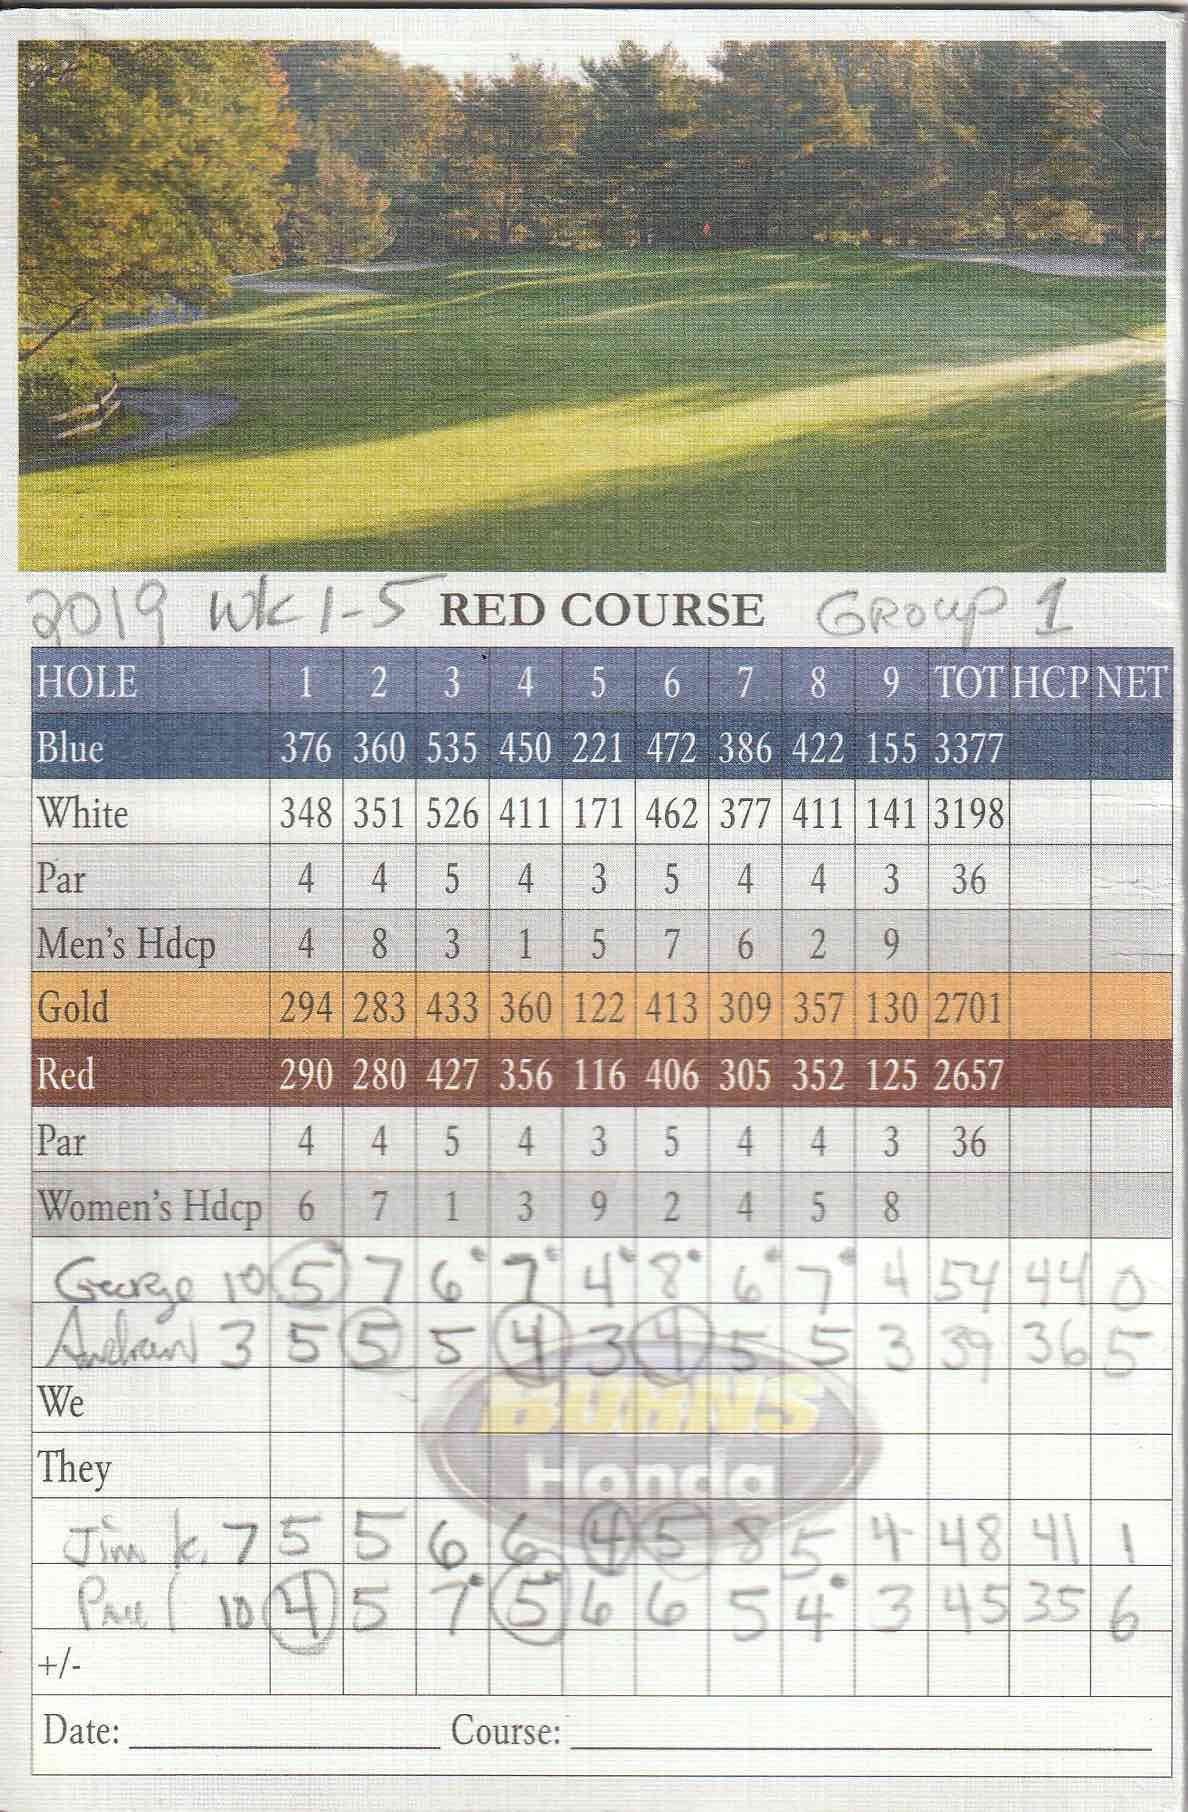 2019 Wk 1-5 RED COURSE GROUP 1
HOLE 1 2 3 4 5 6 7 8 9 TOT HCP NET
Blue 376 360 535 450 221 472 386 422 155 3377
White 348 351 526 411 171 462 377 411 141 3198
Par 4 4 5 4 3 5 4 4 3 36
Men's Hdcp 4 8 3 1 5 7 6 2 9
Gold 294 283 433 360 122 413 309 357 130 2701
Red 290 280 427 356 116 406 305 352 125 2657
Par 4 4 5 4 3 5 4 4 3 36
Women's Hdcp 6 7 1 3 9 2 4 5 8
George 10 5 7 6 7 4 8 6 7 4 54 44 0
Andrew 3 5 5 5 4 3 4 5 5 3 39 36 5
We
BURNS
They
Honda
Jim K. 7 5 5 6 6 4 5 8 5 4 48 41 1
10 4 5 7 5 6 6 5 4 3 45 35 6
+/-
Date: Course: